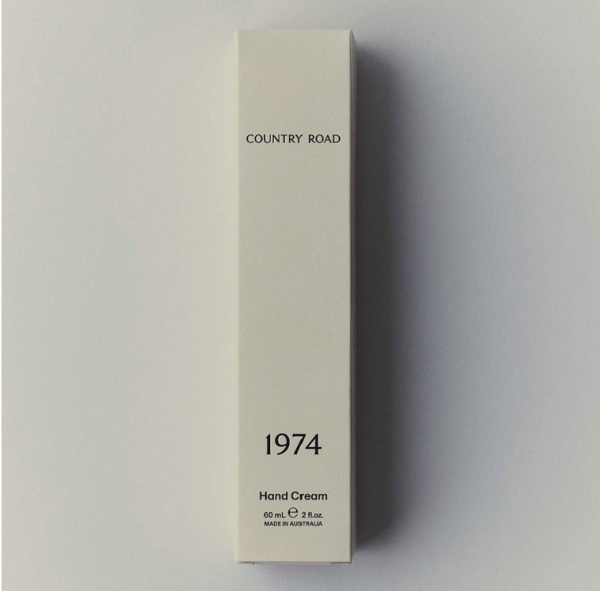 COUNTRY ROAD
1974
Hand Cream
60 mL ℮ 2 fl.oz.
MADE IN AUSTRALIA